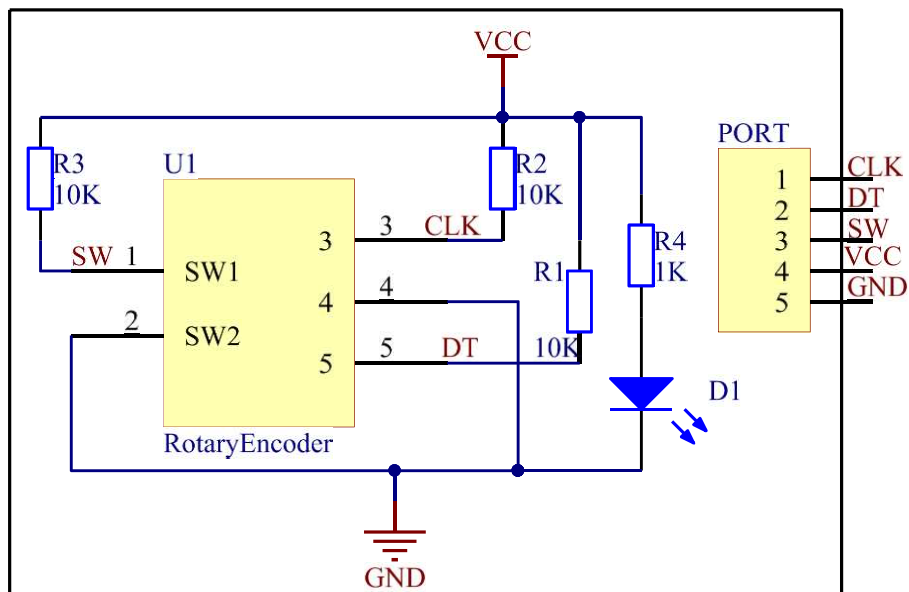 VCC
PORT
R3
10K
U1
R2
10K
1 CLK
2 DT
3 SW
4 VCC
5 GND
SW 1
SW1
3 3 CLK
R4
1K
R1
10K
4 4
2
SW2
5 5 DT
D1
RotaryEncoder
GND